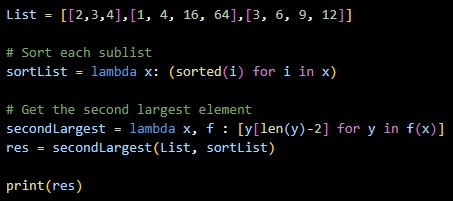 List = [[2,3,4],[1, 4, 16, 64],[3, 6, 9, 12]]
# Sort each sublist
sortList = lambda x: (sorted(i) for i in x)
# Get the second largest element
secondLargest = lambda x, f : [y[len(y)-2] for y in f(x)]
res = secondLargest(List, sortList)
print(res)